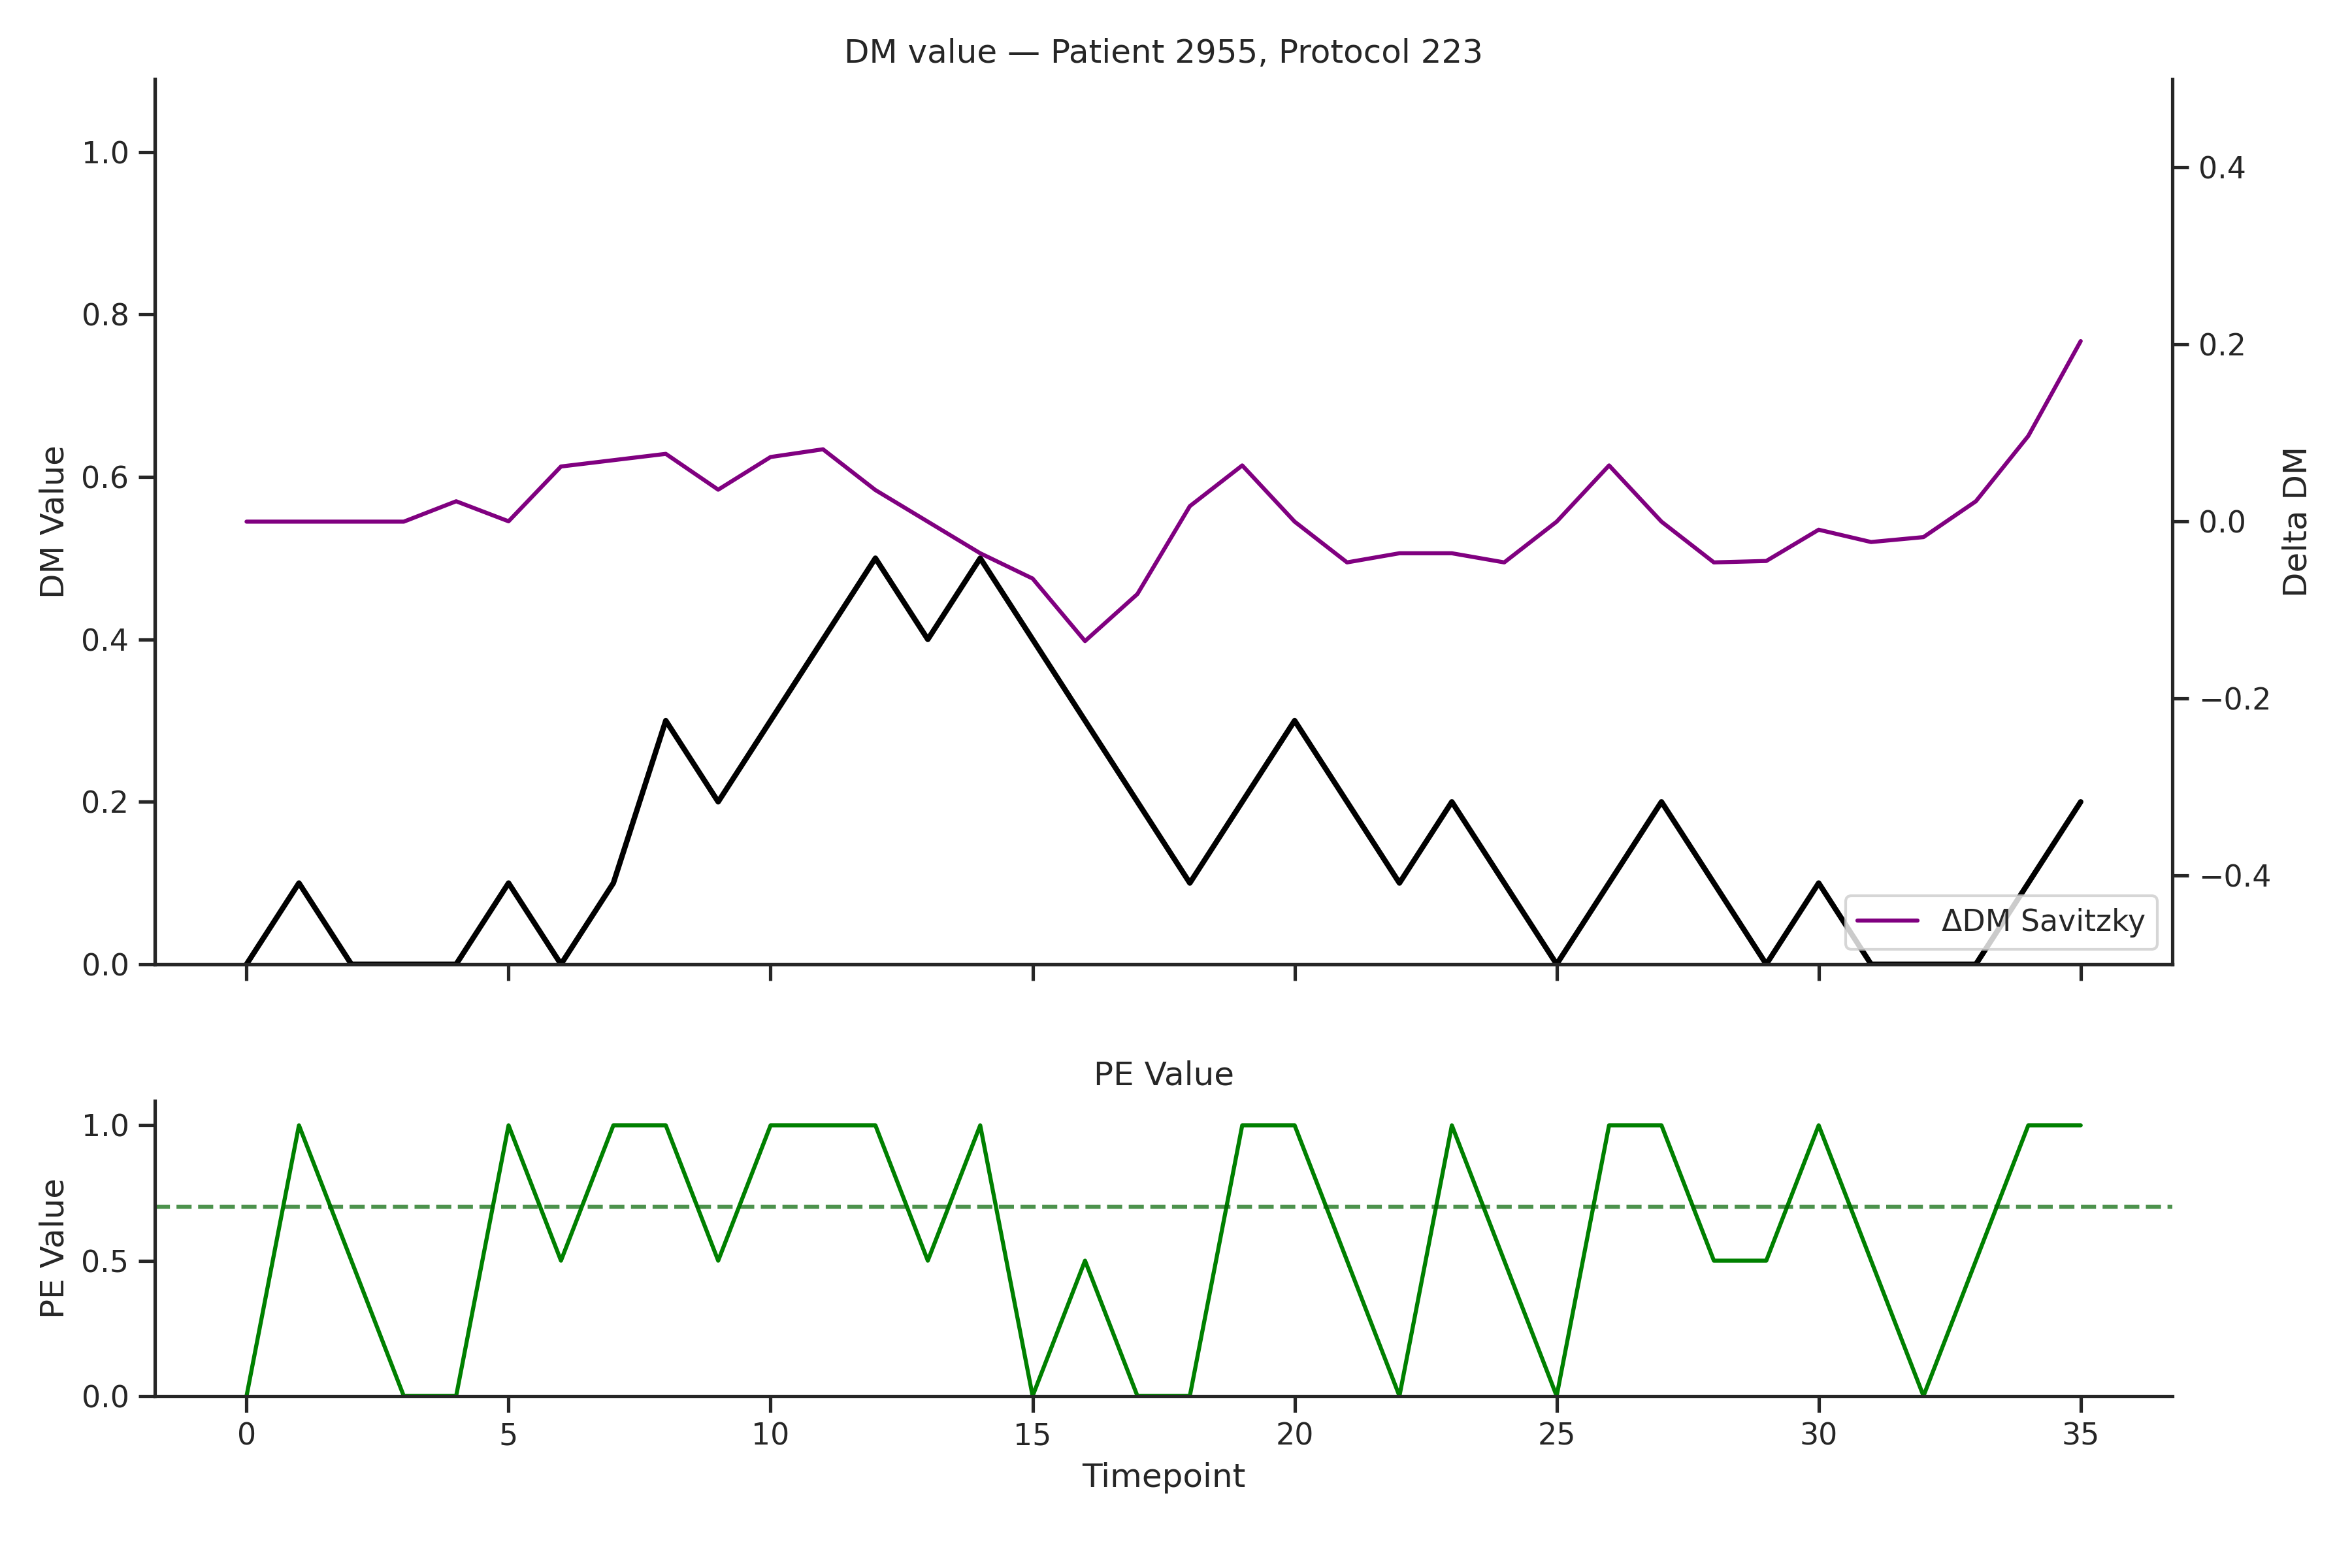 DM value — Patient 2955, Protocol 223
DM Value
1.0
0.8
0.6
0.4
0.2
0.0
0.4
0.2
0.0
−0.2
−0.4
Delta DM
ΔDM Savitzky
PE Value
PE Value
1.0
0.5
0.0
0 5 10 15 20 25 30 35
Timepoint